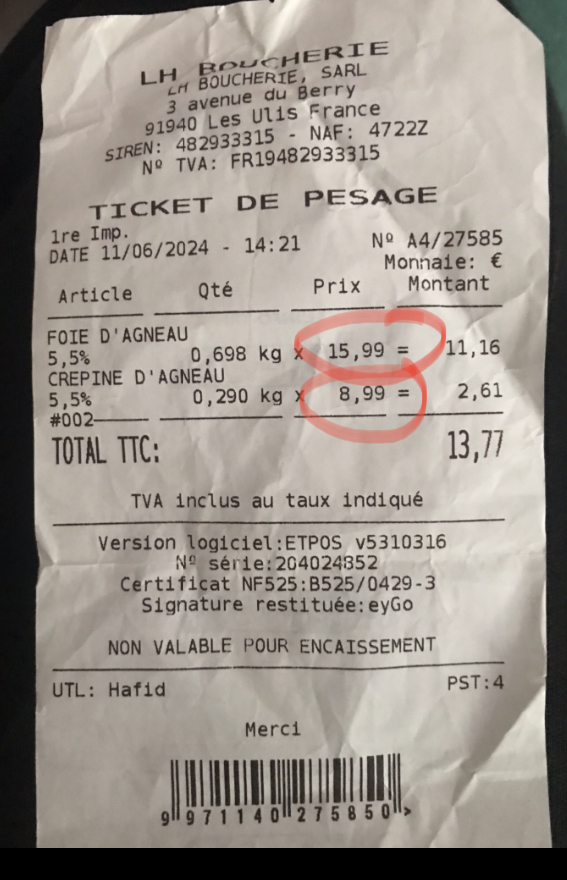 LH BOUCHERIE
LH BOUCHERIE, SARL
3 avenue du Berry
91940 Les Ulis France
SIREN: 482933315 - NAF: 4722Z
Nº TVA: FR19482933315
TICKET DE PESAGE
1re Imp.
DATE 11/06/2024 - 14:21 Nº A4/27585
Monnaie: €
Article Qté Prix Montant
FOIE D'AGNEAU
5,5% 0,698 kg x 15,99 = 11,16
CREPINE D'AGNEAU
5,5% 0,290 kg x 8,99 = 2,61
#002
TOTAL TTC: 13,77
TVA inclus au taux indiqué
Version logiciel:ETPOS v5310316
Nº série:204024352
Certificat NF525:B525/0429-3
Signature restituée:eyGo
NON VALABLE POUR ENCAISSEMENT
UTL: Hafid PST:4
Merci
9 971140 275850 >